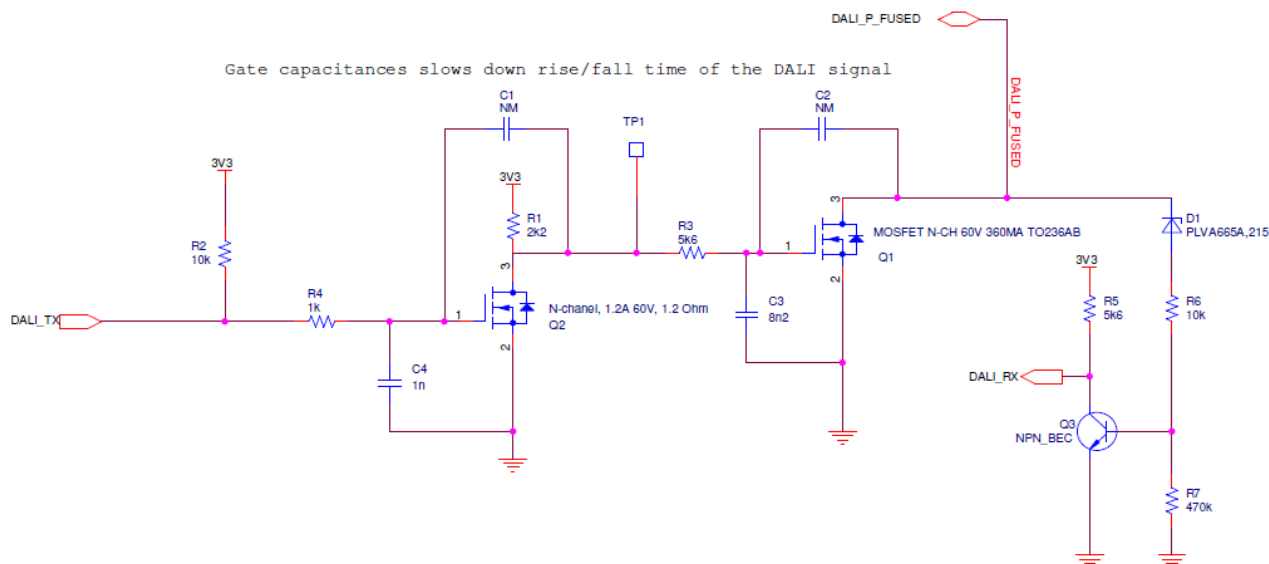 DALI_P_FUSED
Gate capacitances slows down rise/fall time of the DALI signal
DALI_P_FUSED
C1
NM
C2
NM
TP1
3V3
3V3
R1
2k2
R2
10k
R3
5k6
3
1
2
MOSFET N-CH 60V 360MA TO236AB
Q1
D1
PLVA665A,215
3V3
R4
1k
DALI_TX
3
1
2
N-chanel, 1.2A 60V, 1.2 Ohm
Q2
C3
8n2
R5
5k6
R6
10k
C4
1n
DALI_RX
Q3
NPN_BEC
R7
470k